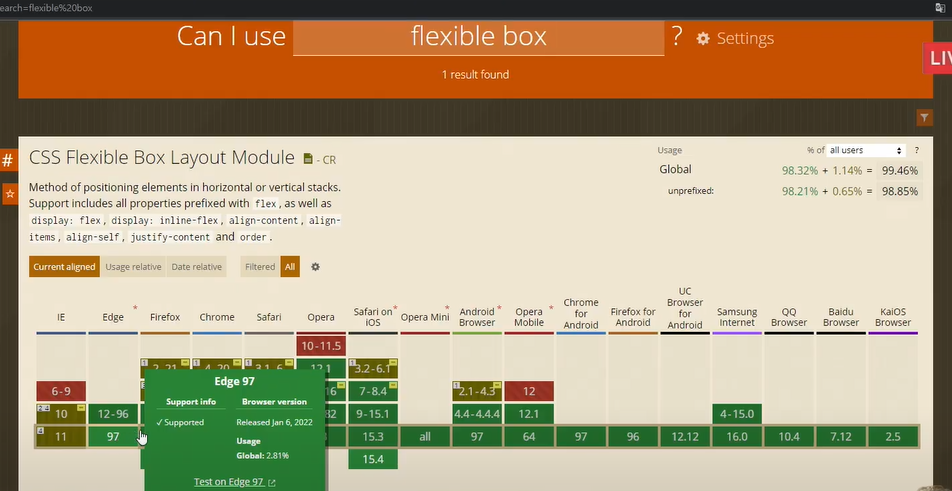 earch=flexible%20box
Can I use flexible box ? Settings
LIV
1 result found
#
CSS Flexible Box Layout Module - CR
Usage % of all users ?
Global 98.32% + 1.14% = 99.46%
unprefixed: 98.21% + 0.65% = 98.85%
Method of positioning elements in horizontal or vertical stacks.
Support includes all properties prefixed with flex, as well as
display: flex, display: inline-flex, align-content, align-
items, align-self, justify-content and order.
Current aligned Usage relative Date relative Filtered All
IE Edge * Firefox Chrome Safari Opera Safari on iOS * Opera Mini * Android Browser * Opera Mobile * Chrome for Android Firefox for Android UC Browser for Android Samsung Internet QQ Browser Baidu Browser KaiOS Browser
10-11.5
1 2-21 1 4-20 1 3.1-6 12.1 1 3.2-6.1
6-9 16 7-8.4 1 2.1-4.3 12
2 4 10 12-96 82 9-15.1 4.4-4.4.4 12.1 4-15.0
4 11 97 15.3 all 97 64 97 96 12.12 16.0 10.4 7.12 2.5
15.4
Edge 97
Support info Browser version
✓ Supported Released Jan 6, 2022
Usage
Global: 2.81%
Test on Edge 97